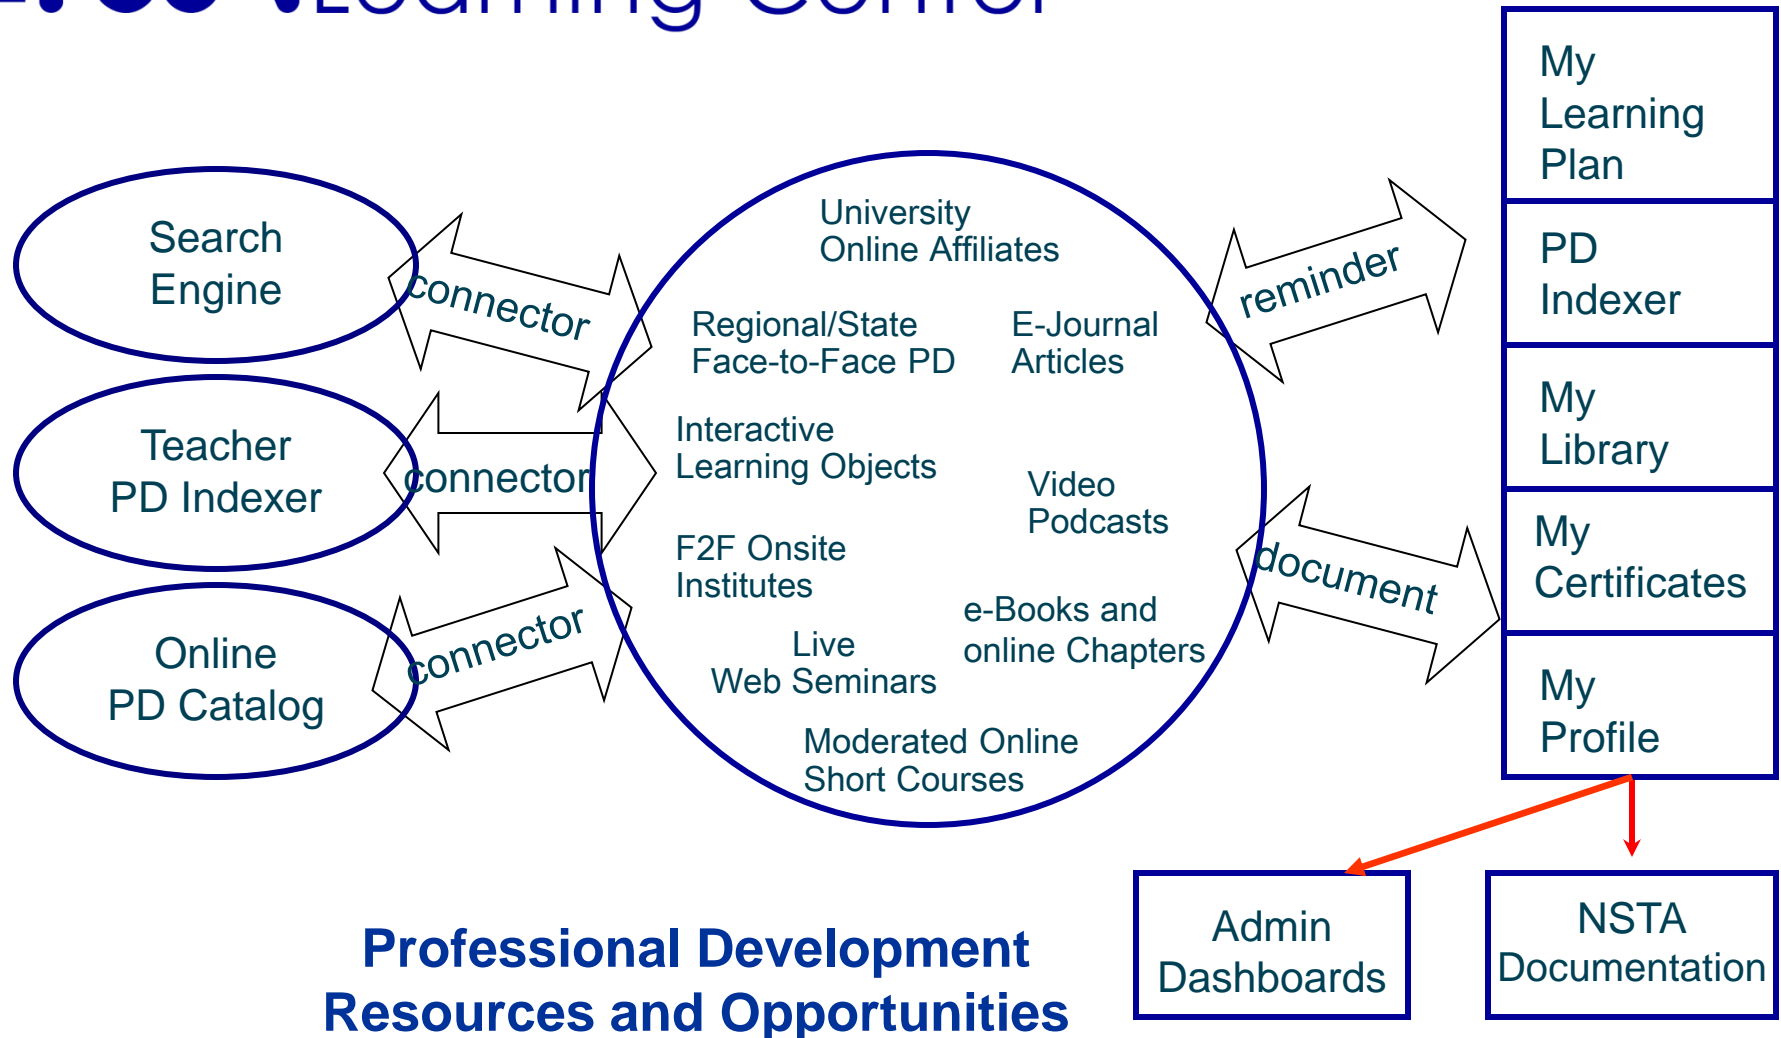 Learning Center
My
Learning
Plan
PD
Indexer
My
Library
My
Certificates
My
Profile
Search
Engine
Teacher
PD Indexer
Online
PD Catalog
connector
connector
connector
University
Online Affiliates
Regional/State
Face-to-Face PD
E-Journal
Articles
Interactive
Learning Objects
Video
Podcasts
F2F Onsite
Institutes
e-Books and
online Chapters
Live
Web Seminars
Moderated Online
Short Courses
reminder
document
Admin
Dashboards
NSTA
Documentation
Professional Development
Resources and Opportunities